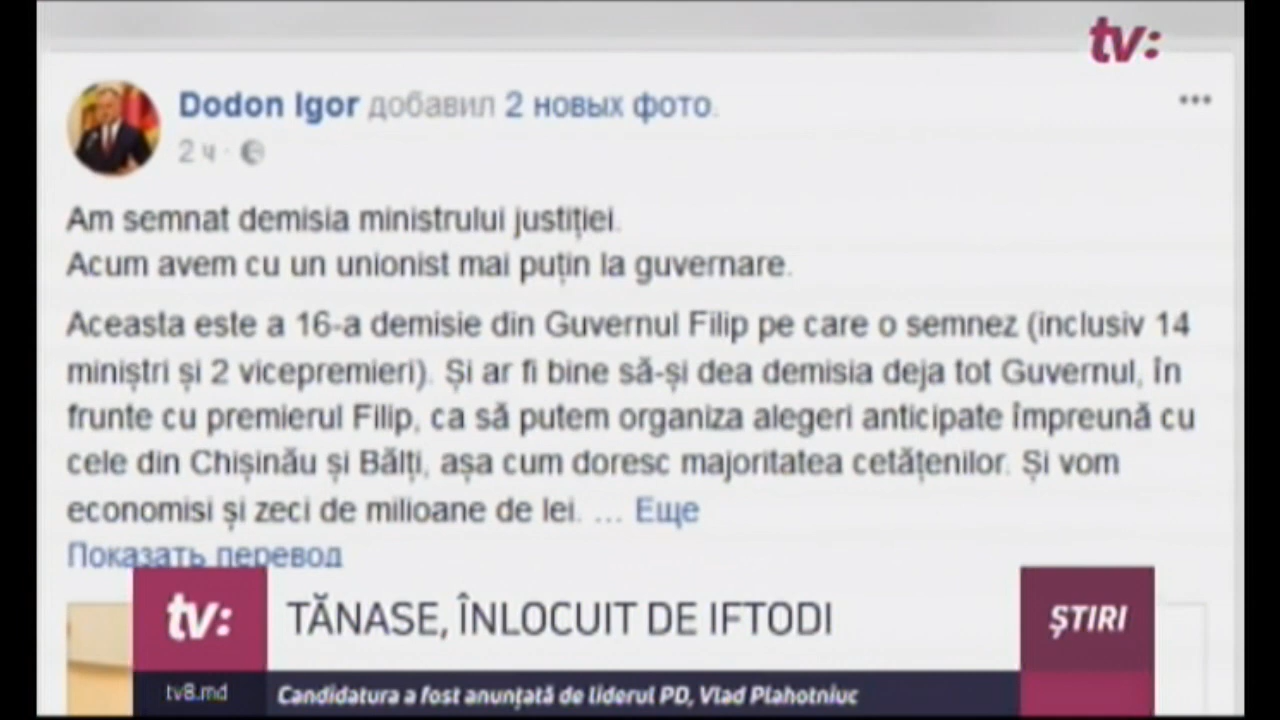 tv:
Dodon Igor добавил 2 новых фото.
2 ч ·
Am semnat demisia ministrului justiției.
Acum avem cu un unionist mai puțin la guvernare.
Aceasta este a 16-a demisie din Guvernul Filip pe care o semnez (inclusiv 14
miniștri și 2 vicepremieri). Și ar fi bine să-și dea demisia deja tot Guvernul, în
frunte cu premierul Filip, ca să putem organiza alegeri anticipate împreună cu
cele din Chișinău și Bălți, așa cum doresc majoritatea cetățenilor. Și vom
economisi și zeci de milioane de lei. ... Еще
Показать перевод
tv: TĂNASE, ÎNLOCUIT DE IFTODI ȘTIRI
tv8.md Candidatura a fost anunțată de liderul PD, Vlad Plahotniuc